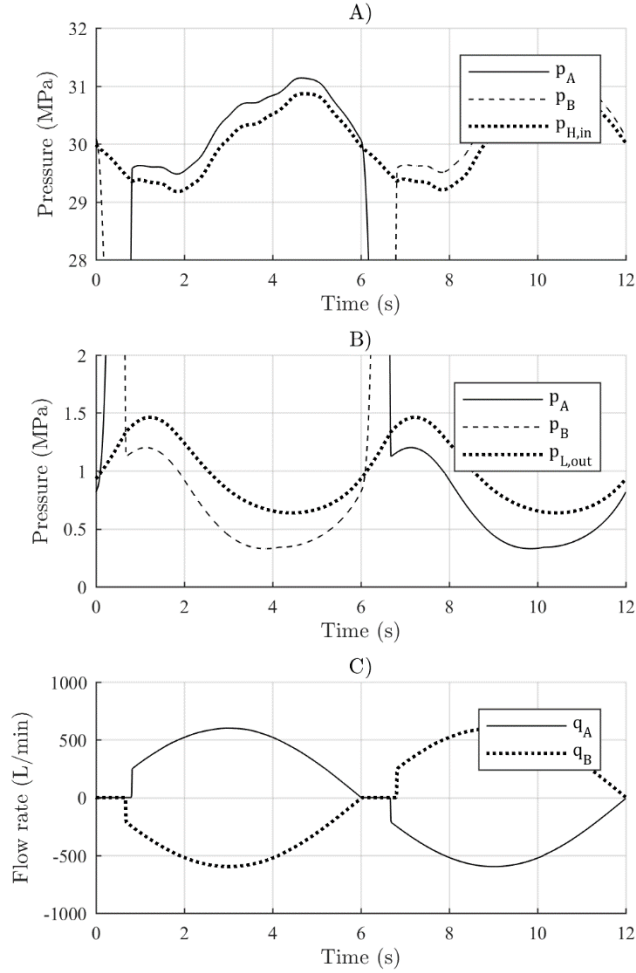 A)
32
31
30
29
28
Pressure (MPa)
p_A
p_B
p_H,in
0 2 4 6 8 10 12
Time (s)
B)
2
1.5
1
0.5
0
Pressure (MPa)
p_A
p_B
p_L,out
0 2 4 6 8 10 12
Time (s)
C)
1000
500
0
-500
-1000
Flow rate (L/min)
q_A
q_B
0 2 4 6 8 10 12
Time (s)